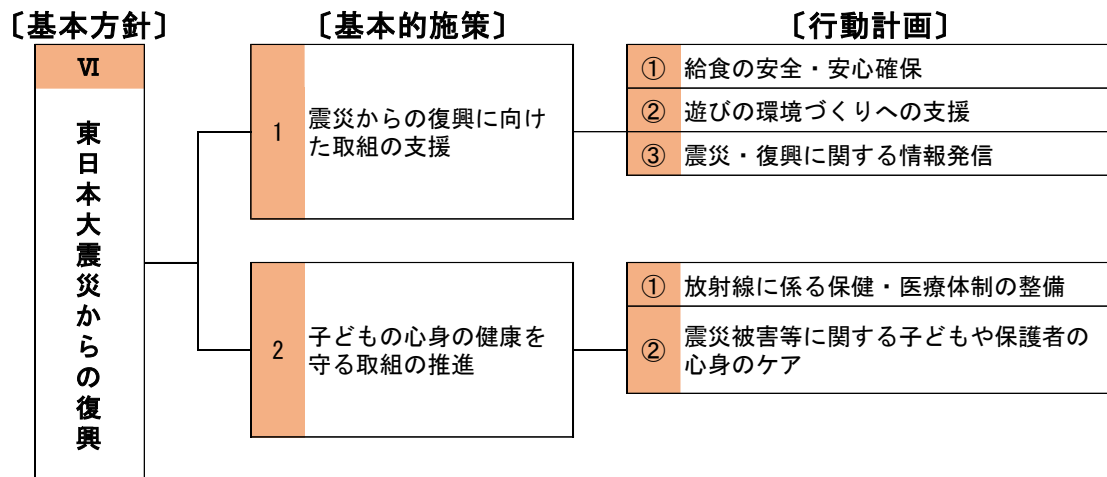 〔基本方針〕
〔基本的施策〕
〔行動計画〕
Ⅵ
東日本大震災からの復興
1
震災からの復興に向け
た取組の支援
① 給食の安全・安心確保
② 遊びの環境づくりへの支援
③ 震災・復興に関する情報発信
2
子どもの心身の健康を
守る取組の推進
① 放射線に係る保健・医療体制の整備
② 震災被害等に関する子どもや保護者の
心身のケア